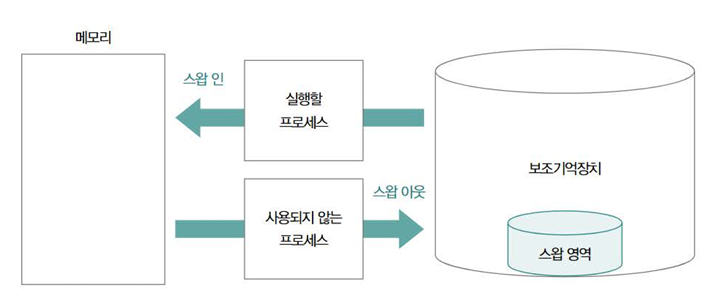 메모리
스왑 인
실행할
프로세스
보조기억장치
스왑 아웃
사용되지 않는
프로세스
스왑 영역